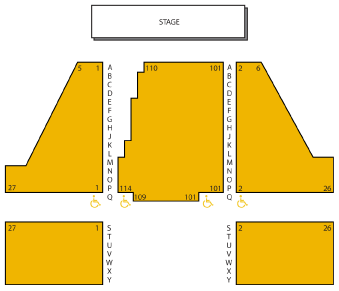 STAGE
5 1 A 110 101 A 2 6
B B
C C
D D
E E
F F
G G
H H
J J
K K
L L
M M
N N
O O
P P
27 1 Q 114 101 Q 2 26
109 101
27 1 S S 2 26
T T
U U
V V
W W
X X
Y Y